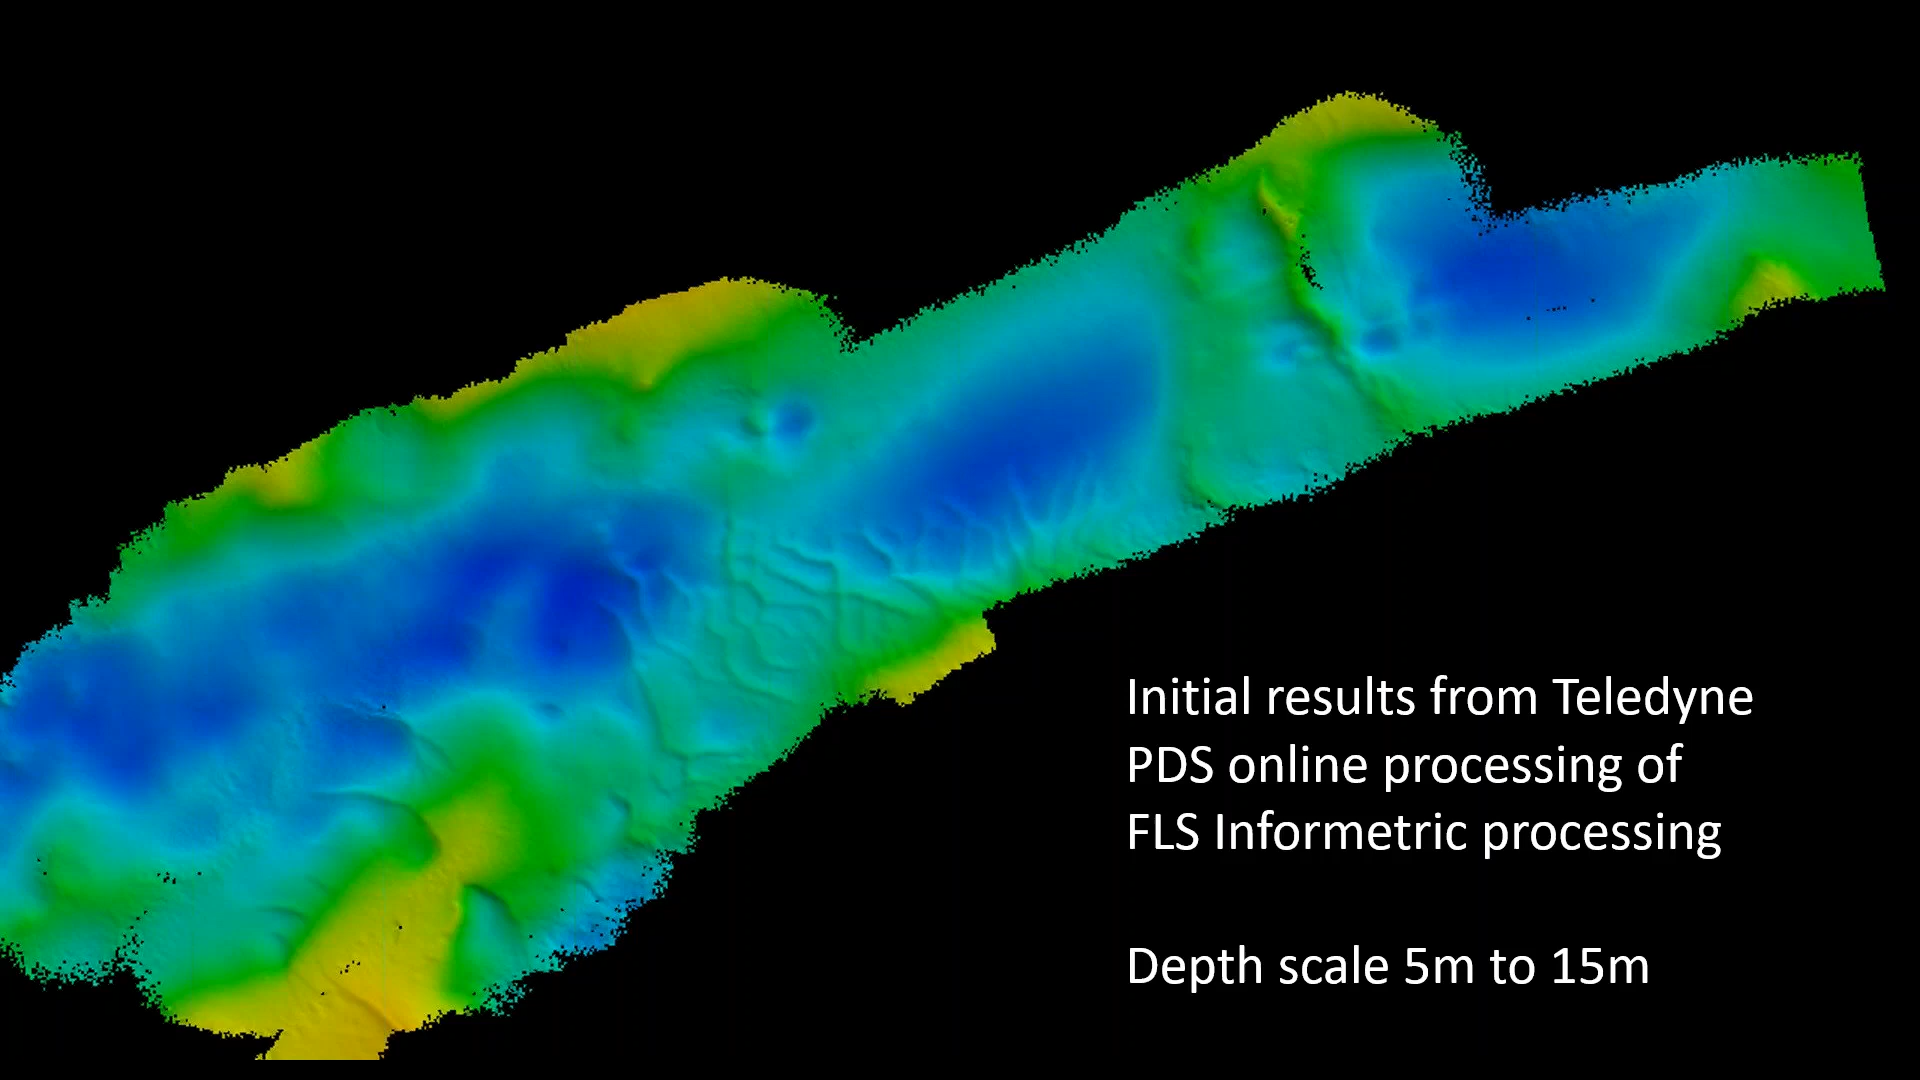 Initial results from Teledyne
PDS online processing of
FLS Informetric processing
Depth scale 5m to 15m